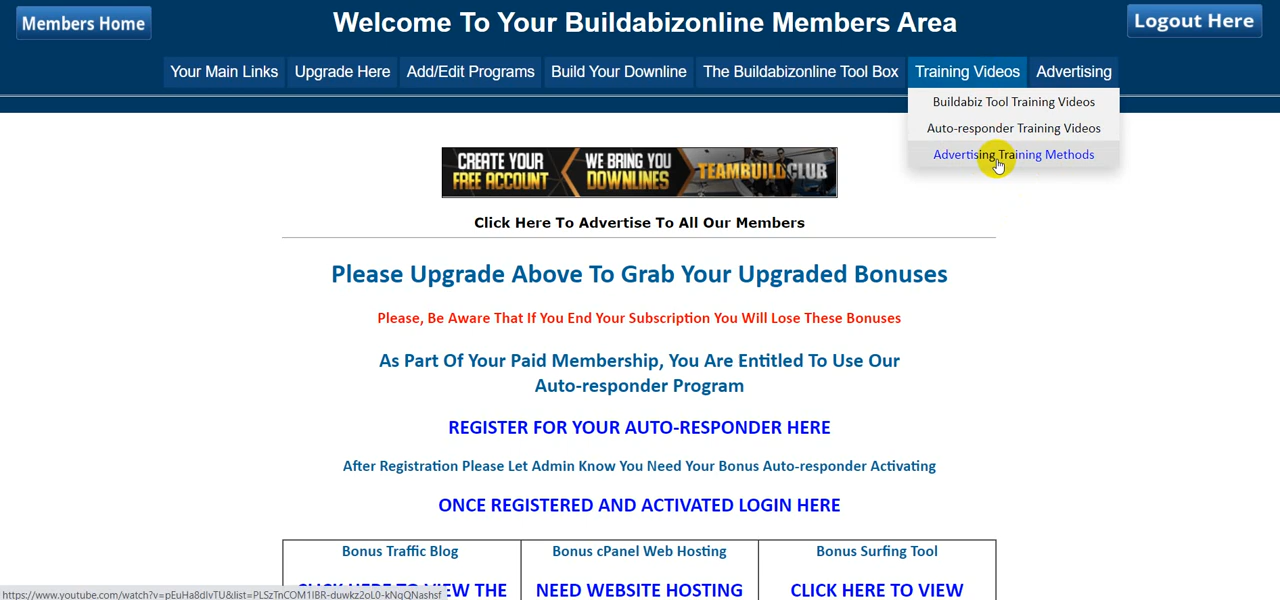 Members Home
Welcome To Your Buildabizonline Members Area
Logout Here
Your Main Links
Upgrade Here
Add/Edit Programs
Build Your Downline
The Buildabizonline Tool Box
Training Videos
Advertising
Buildabiz Tool Training Videos
Auto-responder Training Videos
Advertising Training Methods
CREATE YOUR
FREE ACCOUNT
WE BRING YOU
DOWNLINES
TEAMBUILDCLUB
Click Here To Advertise To All Our Members
Please Upgrade Above To Grab Your Upgraded Bonuses
Please, Be Aware That If You End Your Subscription You Will Lose These Bonuses
As Part Of Your Paid Membership, You Are Entitled To Use Our
Auto-responder Program
REGISTER FOR YOUR AUTO-RESPONDER HERE
After Registration Please Let Admin Know You Need Your Bonus Auto-responder Activating
ONCE REGISTERED AND ACTIVATED LOGIN HERE
Bonus Traffic Blog
Bonus cPanel Web Hosting
Bonus Surfing Tool
CLICK HERE TO VIEW THE
NEED WEBSITE HOSTING
CLICK HERE TO VIEW